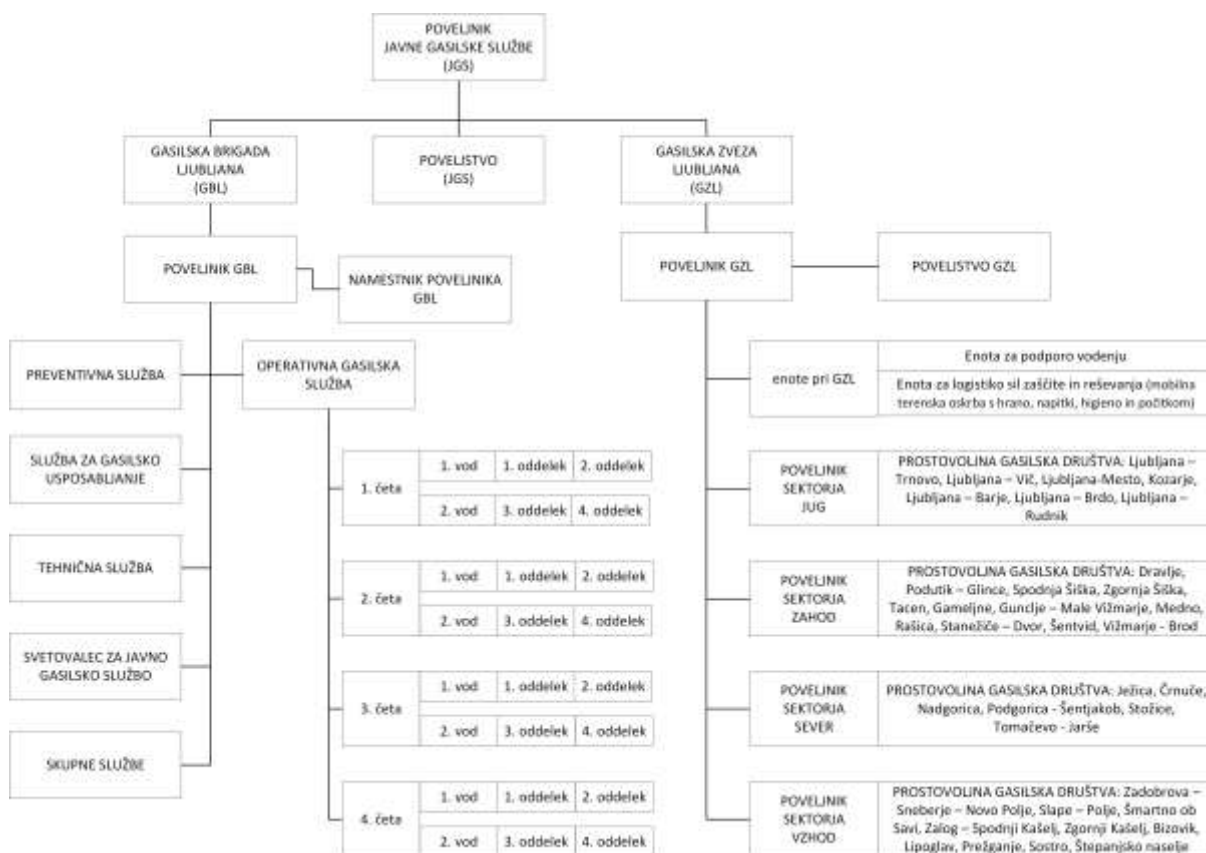 POVELJNIK
JAVNE GASILSKE SLUŽBE
(JGS)
GASILSKA BRIGADA
LJUBLJANA
(GBL)
POVELJSTVO
(JGS)
GASILSKA ZVEZA
LJUBLJANA
(GZL)
POVELJNIK GBL
NAMESTNIK POVELJNIKA
GBL
POVELJNIK GZL
POVELJSTVO GZL
PREVENTIVNA SLUŽBA
SLUŽBA ZA GASILSKO
USPOSABLJANJE
TEHNIČNA SLUŽBA
SVETOVALEC ZA JAVNO
GASILSKO SLUŽBO
SKUPNE SLUŽBE
OPERATIVNA GASILSKA
SLUŽBA
1. četa
1. vod 1. oddelek 2. oddelek
2. vod 3. oddelek 4. oddelek
2. četa
1. vod 1. oddelek 2. oddelek
2. vod 3. oddelek 4. oddelek
3. četa
1. vod 1. oddelek 2. oddelek
2. vod 3. oddelek 4. oddelek
4. četa
1. vod 1. oddelek 2. oddelek
2. vod 3. oddelek 4. oddelek
enote pri GZL
Enota za podporo vodenju
Enota za logistiko sil zaščite in reševanja (mobilna
terenska oskrba s hrano, napitki, higieno in počitkom)
POVELJNIK
SEKTORJA
JUG
PROSTOVOLJNA GASILSKA DRUŠTVA: Ljubljana –
Trnovo, Ljubljana – Vič, Ljubljana-Mesto, Kozarje,
Ljubljana – Barje, Ljubljana – Brdo, Ljubljana –
Rudnik
POVELJNIK
SEKTORJA
ZAHOD
PROSTOVOLJNA GASILSKA DRUŠTVA: Dravlje,
Podutik – Glince, Spodnja Šiška, Zgornja Šiška,
Tacen, Gameljne, Gunclje – Male Vižmarje, Medno,
Rašica, Stanežiče – Dvor, Šentvid, Vižmarje - Brod
POVELJNIK
SEKTORJA
SEVER
PROSTOVOLJNA GASILSKA DRUŠTVA: Ježica, Črnuče,
Nadgorica, Podgorica - Šentjakob, Stožice,
Tomačevo - Jarše
POVELJNIK
SEKTORJA
VZHOD
PROSTOVOLJNA GASILSKA DRUŠTVA: Zadobrova –
Sneberje – Novo Polje, Slape – Polje, Šmartno ob
Savi, Zalog – Spodnji Kašelj, Zgornji Kašelj, Bizovik,
Lipoglav, Prežganje, Sostro, Štepanjsko naselje